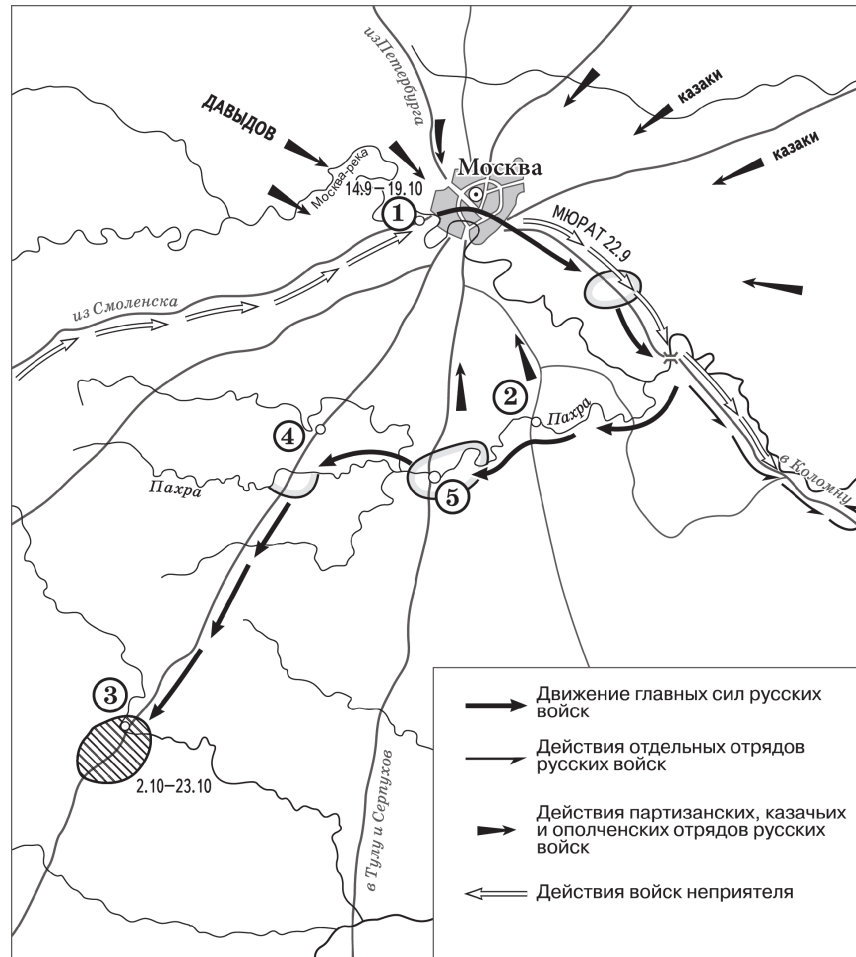 из Петербурга
казаки
ДАВЫДОВ
казаки
Москва-река
Москва
14.9–19.10
1
МЮРАТ 22.9
из Смоленска
2
Пахра
4
Пахра
5
в Коломну
3
2.10–23.10
в Тулу и Серпухов
Движение главных сил русских
войск
Действия отдельных отрядов
русских войск
Действия партизанских, казачьих
и ополченских отрядов русских
войск
Действия войск неприятеля